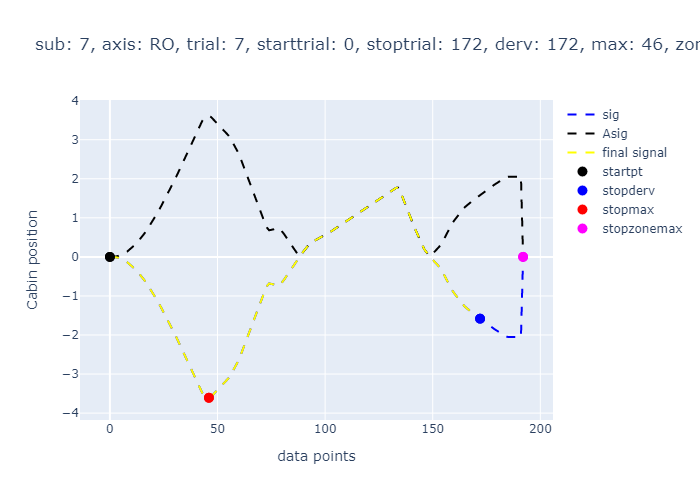 sub: 7, axis: RO, trial: 7, starttrial: 0, stoptrial: 172, derv: 172, max: 46,
4
3
2
1
0
−1
−2
−3
−4
Cabin position
0
50
100
150
200
data points
sig
Asig
final signal
startpt
stopderv
stopmax
stopzonemax